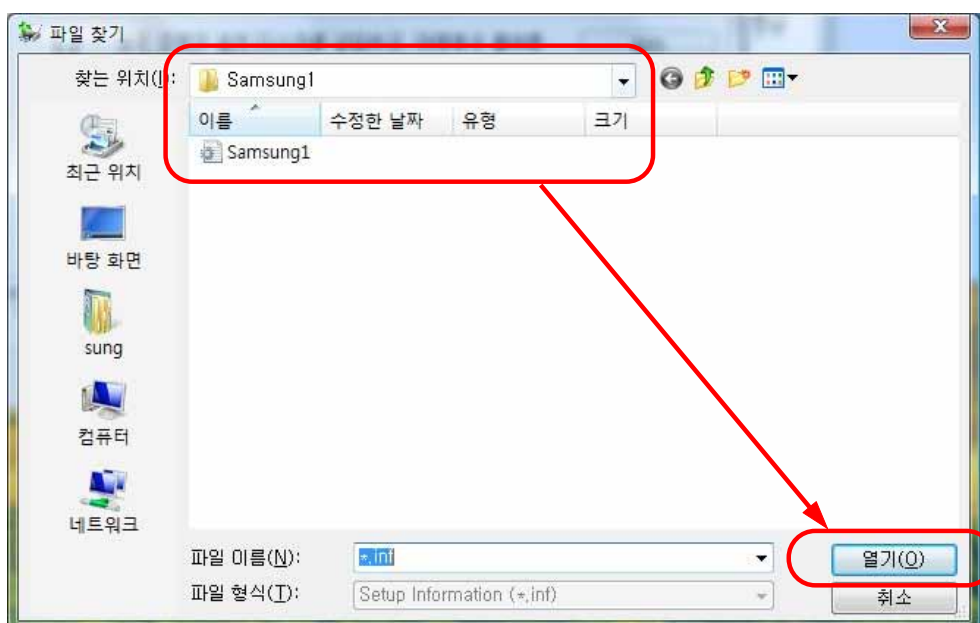 파일 찾기
찾는 위치(I):
Samsung1
이름 수정한 날짜 유형 크기
Samsung1
최근 위치
바탕 화면
sung
컴퓨터
네트워크
파일 이름(N): *.inf
열기(O)
파일 형식(T): Setup Information (*.inf)
취소